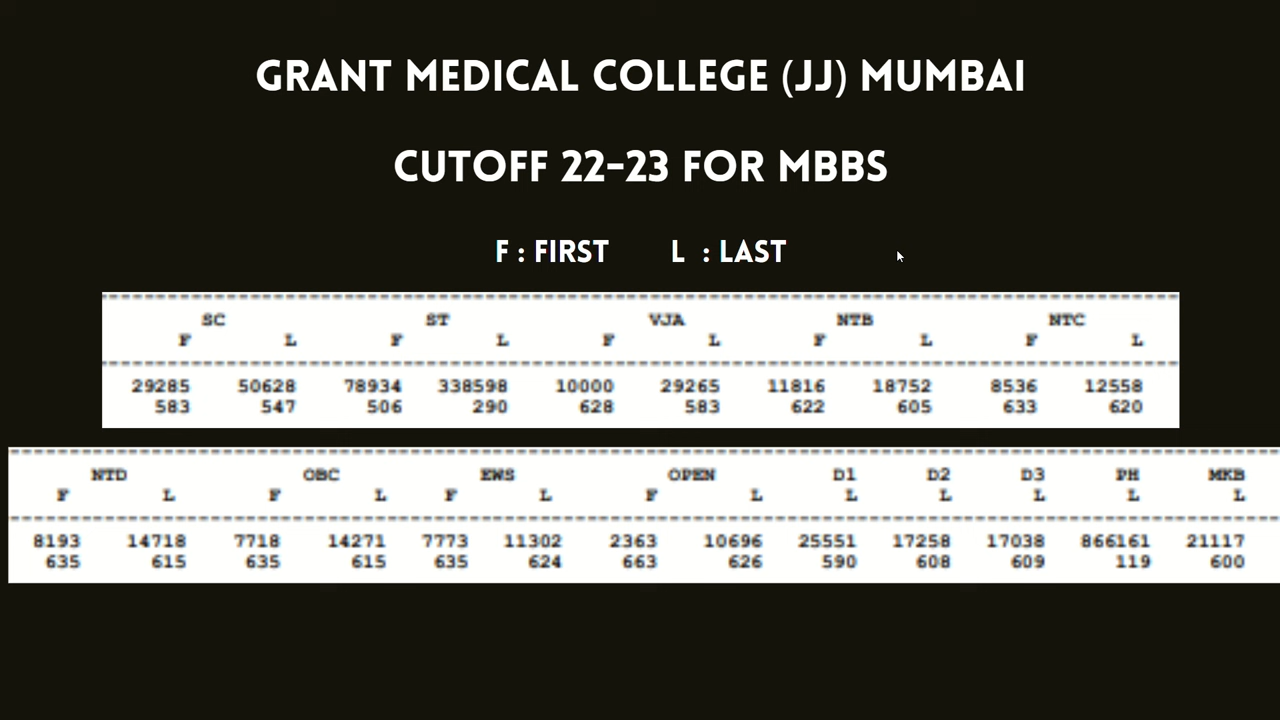 GRANT MEDICAL COLLEGE (JJ) MUMBAI
CUTOFF 22-23 FOR MBBS
F : FIRST L : LAST
SC ST VJA NTB NTC
F L F L F L F L F L
29285 50628 78934 338598 10000 29265 11816 18752 8536 12558
583 547 506 290 628 583 622 605 633 620
NTD OBC EWS OPEN D1 D2 D3 PH MKB
F L F L F L F L L L L L L
8193 14718 7718 14271 7773 11302 2363 10696 25551 17258 17038 866161 21117
635 615 635 615 635 624 663 626 590 608 609 119 600